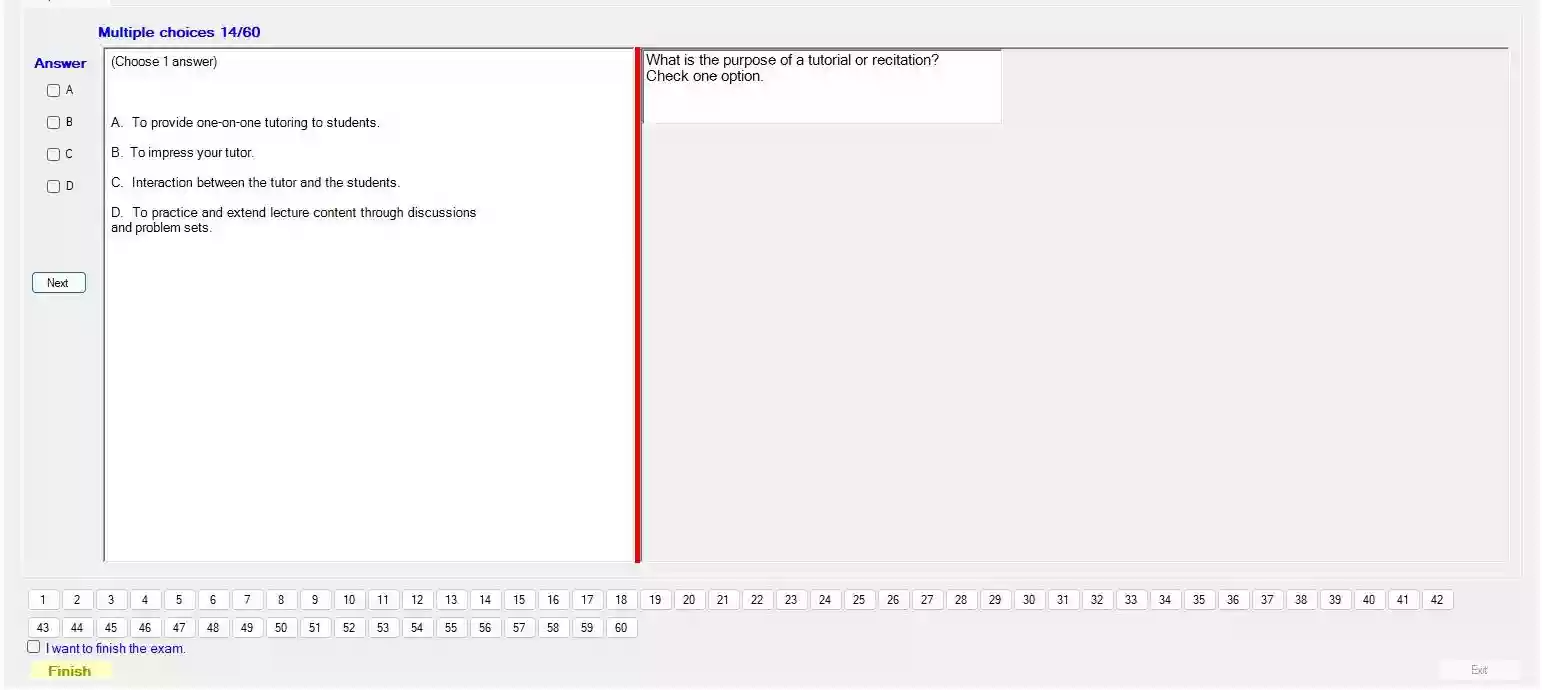 Multiple choices 14/60
Answer
A
B
C
D
Next
(Choose 1 answer)
A. To provide one-on-one tutoring to students.
B. To impress your tutor.
C. Interaction between the tutor and the students.
D. To practice and extend lecture content through discussions
and problem sets.
What is the purpose of a tutorial or recitation?
Check one option.
1 2 3 4 5 6 7 8 9 10 11 12 13 14 15 16 17 18 19 20 21 22 23 24 25 26 27 28 29 30 31 32 33 34 35 36 37 38 39 40 41 42
43 44 45 46 47 48 49 50 51 52 53 54 55 56 57 58 59 60
I want to finish the exam.
Finish
Exit